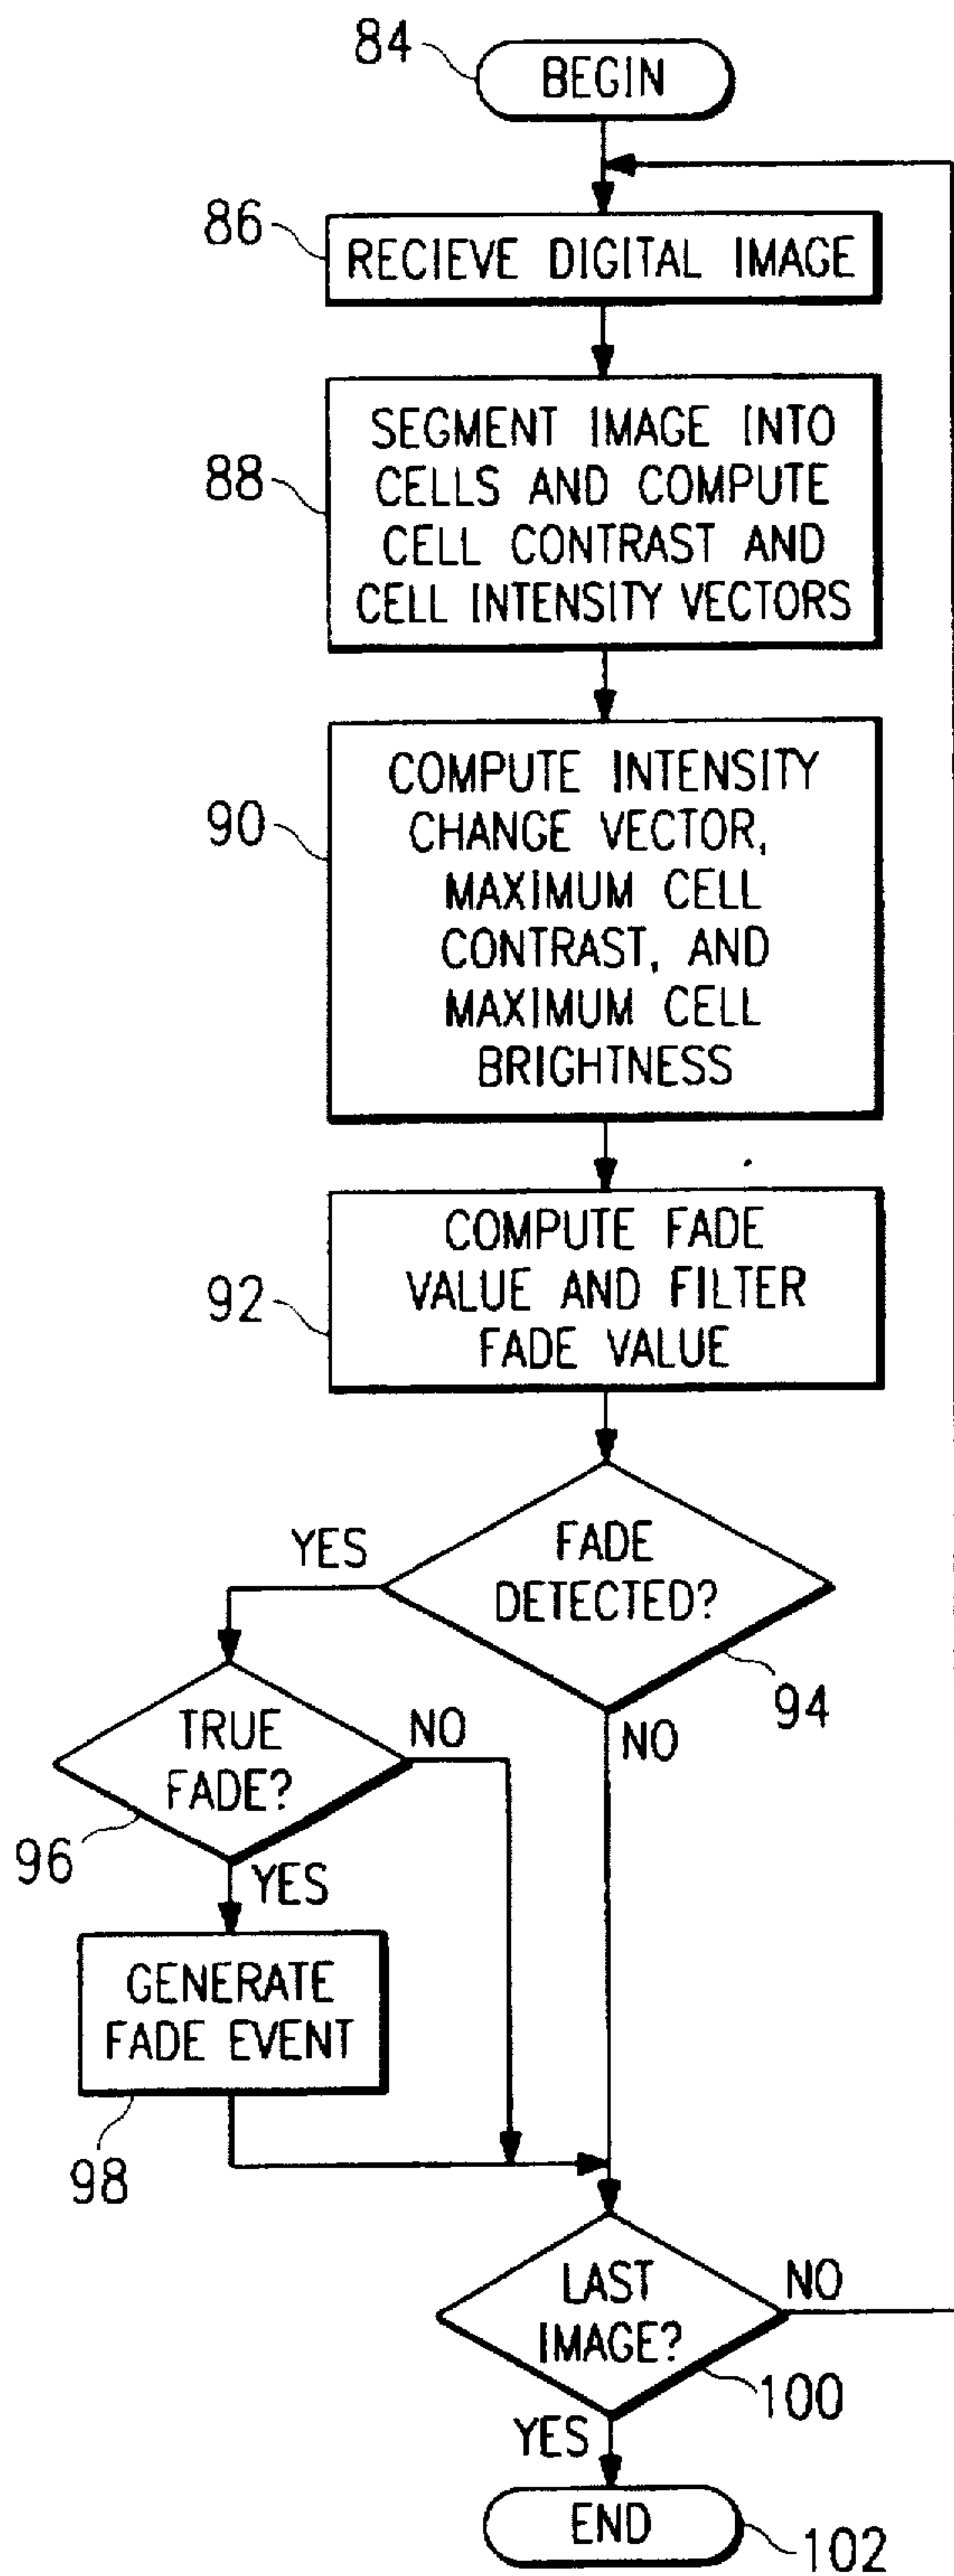 84
BEGIN
86
RECIEVE DIGITAL IMAGE
88
SEGMENT IMAGE INTO
CELLS AND COMPUTE
CELL CONTRAST AND
CELL INTENSITY VECTORS
90
COMPUTE INTENSITY
CHANGE VECTOR,
MAXIMUM CELL
CONTRAST, AND
MAXIMUM CELL
BRIGHTNESS
92
COMPUTE FADE
VALUE AND FILTER
FADE VALUE
YES
FADE
DETECTED?
94
NO
TRUE
FADE?
NO
96
YES
GENERATE
FADE EVENT
98
LAST
IMAGE?
NO
100
YES
END
102